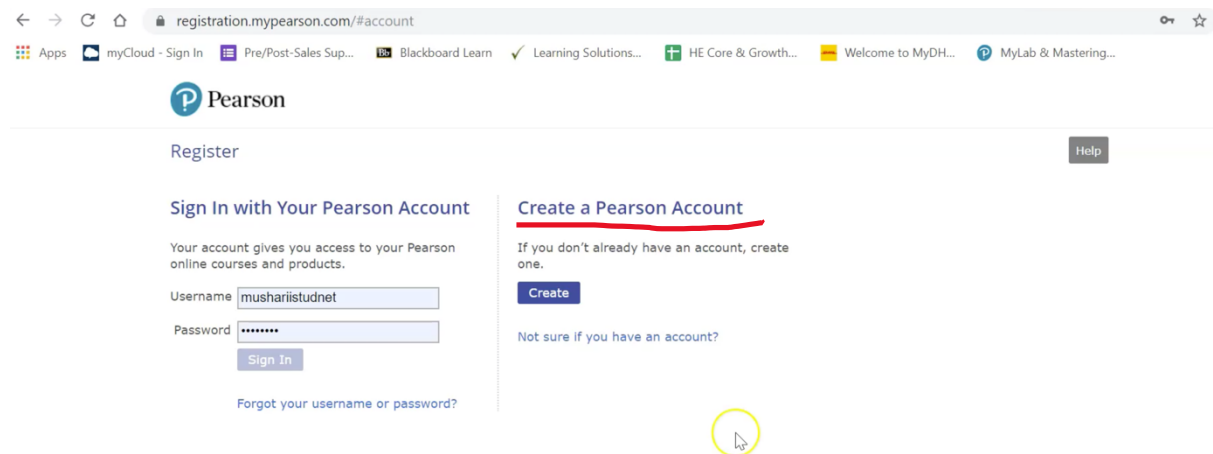 registration.mypearson.com/#account
Apps myCloud - Sign In Pre/Post-Sales Sup... Bb Blackboard Learn Learning Solutions... HE Core & Growth... Welcome to MyDH... MyLab & Mastering...
Pearson
Register
Help
Sign In with Your Pearson Account
Your account gives you access to your Pearson
online courses and products.
Username mushariistudnet
Password ••••••••
Sign In
Forgot your username or password?
Create a Pearson Account
If you don't already have an account, create
one.
Create
Not sure if you have an account?